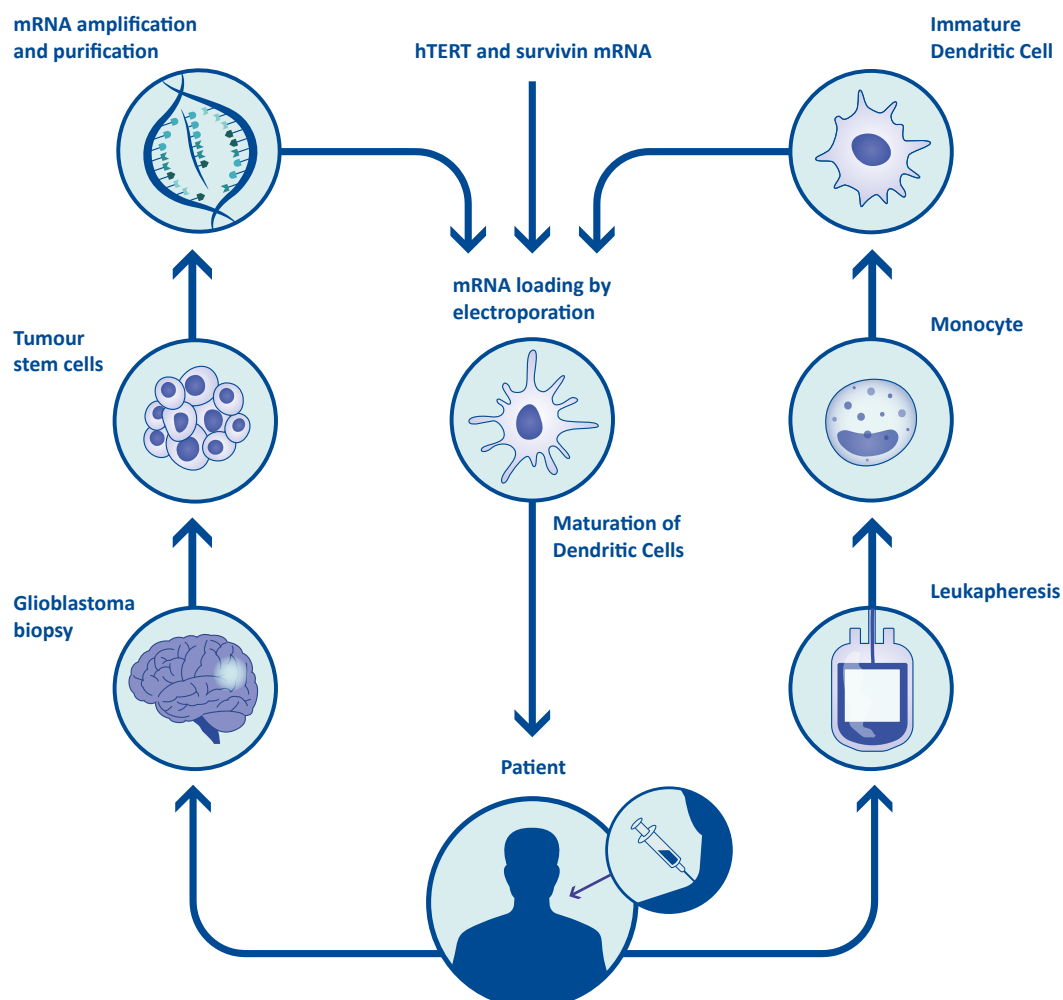 mRNA amplification
and purification
hTERT and survivin mRNA
Immature
Dendritic Cell
mRNA loading by
electroporation
Tumour
stem cells
Monocyte
Maturation of
Dendritic Cells
Glioblastoma
biopsy
Leukapheresis
Patient